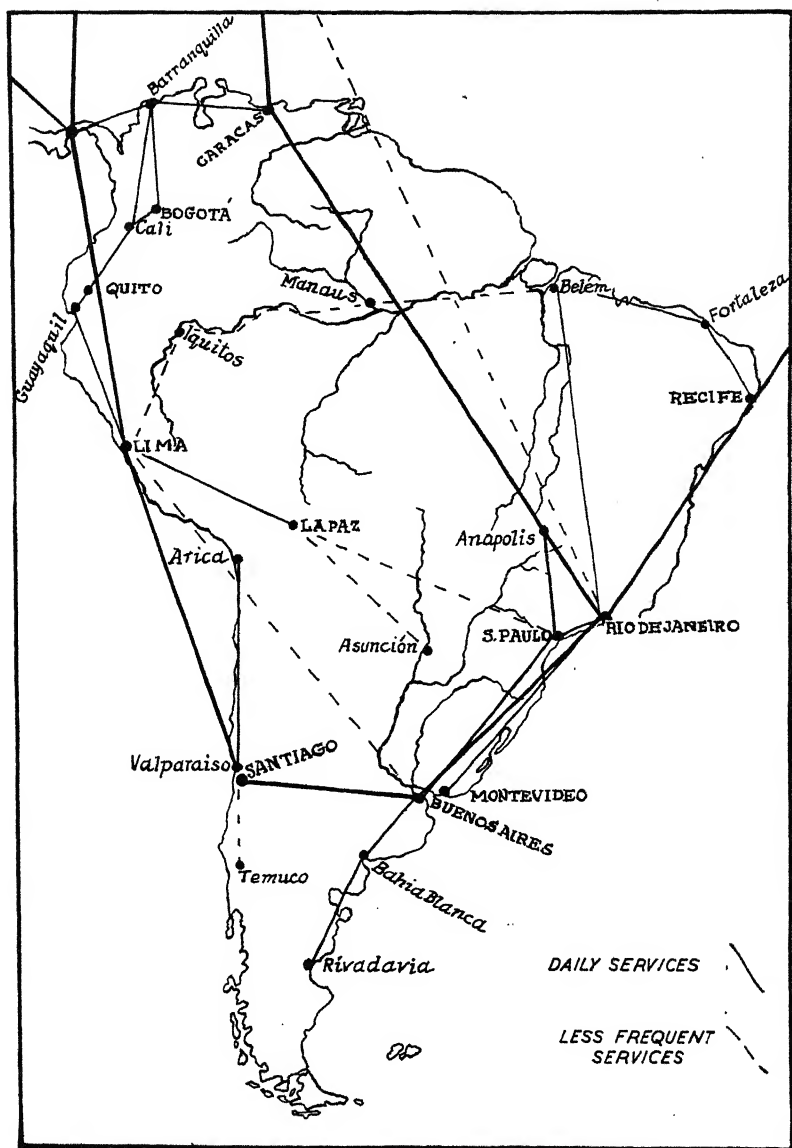 Barranquilla
CARACAS
BOGOTA
Cali
QUITO
Guayaquil
Manaus
Belém
Fortaleza
Iquitos
RECIFE
LIMA
LA PAZ
Anapolis
Arica
Asunción
S. PAULO
RIO DE JANEIRO
Valparaiso
SANTIAGO
MONTEVIDEO
BUENOS AIRES
Temuco
Bahia Blanca
Rivadavia
DAILY SERVICES
LESS FREQUENT
SERVICES